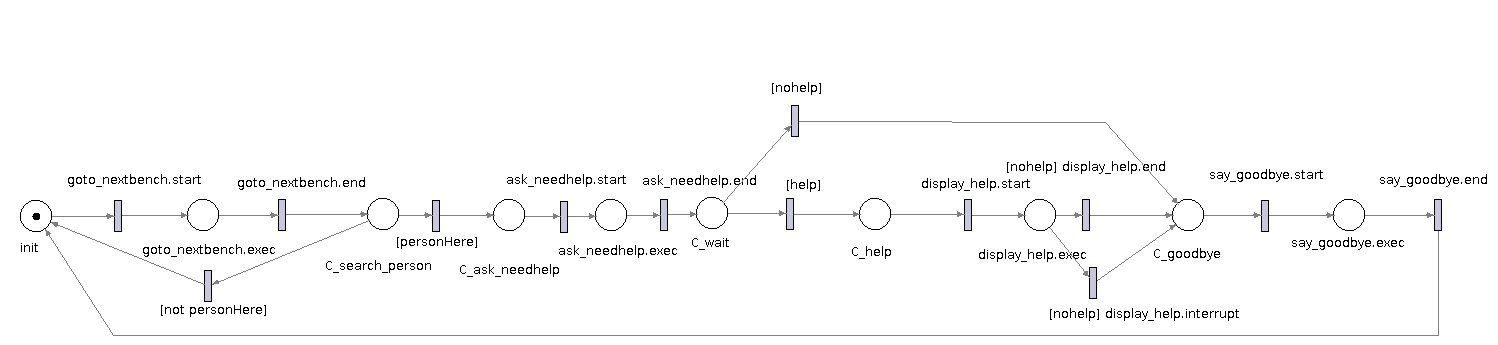 [nohelp]
[nohelp] display_help.end
goto_nextbench.start
goto_nextbench.end
ask_needhelp.start
ask_needhelp.end
[help]
display_help.start
say_goodbye.start
say_goodbye.end
init
goto_nextbench.exec
[personHere]
C_search_person
C_ask_needhelp
ask_needhelp.exec
C_wait
C_help
display_help.exec
C_goodbye
say_goodbye.exec
[not personHere]
[nohelp] display_help.interrupt